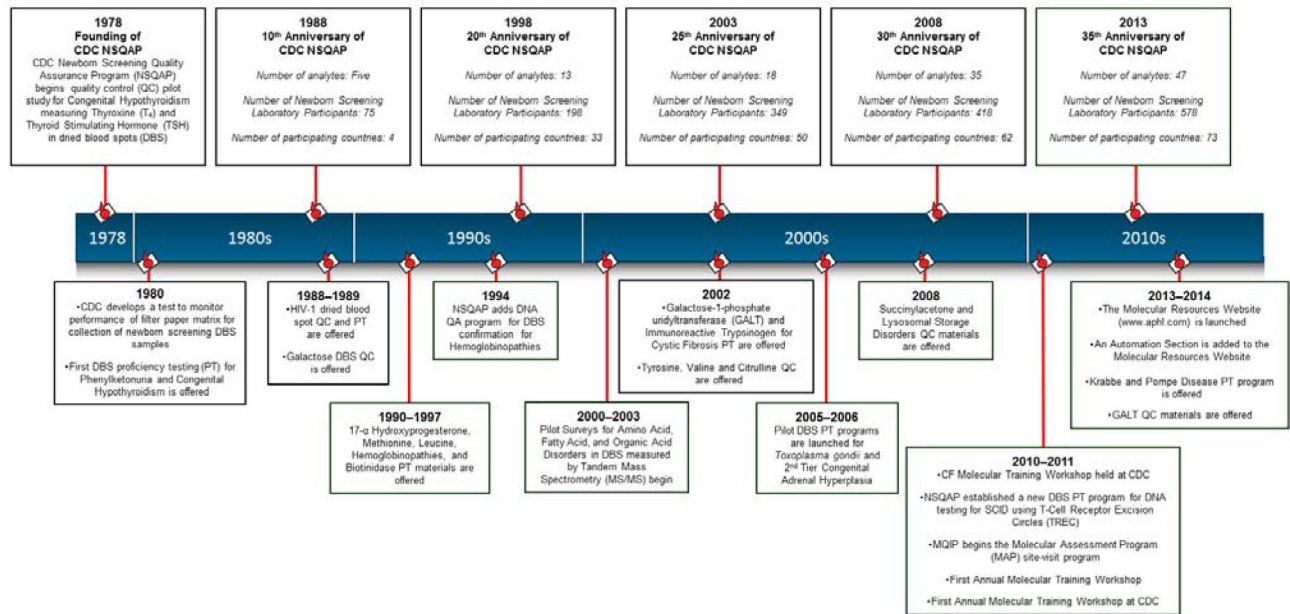 1978
Founding of
CDC NSQAP
CDC Newborn Screening Quality
Assurance Program (NSQAP)
begins quality control (QC) pilot
study for Congenital Hypothyroidism
measuring Thyroxine (T₄) and
Thyroid Stimulating Hormone (TSH)
in dried blood spots (DBS)
1988
10th Anniversary of
CDC NSQAP
Number of analytes: Five
Number of Newborn Screening
Laboratory Participants: 75
Number of participating countries: 4
1998
20th Anniversary of
CDC NSQAP
Number of analytes: 13
Number of Newborn Screening
Laboratory Participants: 198
Number of participating countries: 33
2003
25th Anniversary of
CDC NSQAP
Number of analytes: 18
Number of Newborn Screening
Laboratory Participants: 349
Number of participating countries: 50
2008
30th Anniversary of
CDC NSQAP
Number of analytes: 35
Number of Newborn Screening
Laboratory Participants: 418
Number of participating countries: 62
2013
35th Anniversary of
CDC NSQAP
Number of analytes: 47
Number of Newborn Screening
Laboratory Participants: 578
Number of participating countries: 73
1978
1980s
1990s
2000s
2010s
1980
•CDC develops a test to monitor
performance of filter paper matrix for
collection of newborn screening DBS
samples
•First DBS proficiency testing (PT) for
Phenylketonuria and Congenital
Hypothyroidism is offered
1988–1989
•HIV-1 dried blood
spot QC and PT
are offered
•Galactose DBS QC
is offered
1990–1997
17-α Hydroxyprogesterone,
Methionine, Leucine,
Hemoglobinopathies, and
Biotinidase PT materials are
offered
1994
NSQAP adds DNA
QA program for DBS
confirmation for
Hemoglobinopathies
2000–2003
Pilot Surveys for Amino Acid,
Fatty Acid, and Organic Acid
Disorders in DBS measured
by Tandem Mass
Spectrometry (MS/MS) begin
2002
•Galactose-1-phosphate
uridyltransferase (GALT) and
Immunoreactive Trypsinogen for
Cystic Fibrosis PT are offered
•Tyrosine, Valine and Citrulline QC
are offered
2005–2006
Pilot DBS PT programs
are launched for
Toxoplasma gondii and
2nd Tier Congenital
Adrenal Hyperplasia
2008
Succinylacetone and
Lysosomal Storage
Disorders QC materials
are offered
2010–2011
•CF Molecular Training Workshop held at CDC
•NSQAP established a new DBS PT program for DNA
testing for SCID using T-Cell Receptor Excision
Circles (TREC)
•MQIP begins the Molecular Assessment Program
(MAP) site-visit program
•First Annual Molecular Training Workshop
•First Annual Molecular Training Workshop at CDC
2013–2014
•The Molecular Resources Website
(www.aphl.com) is launched
•An Automation Section is added to the
Molecular Resources Website
•Krabbe and Pompe Disease PT program
is offered
•GALT QC materials are offered